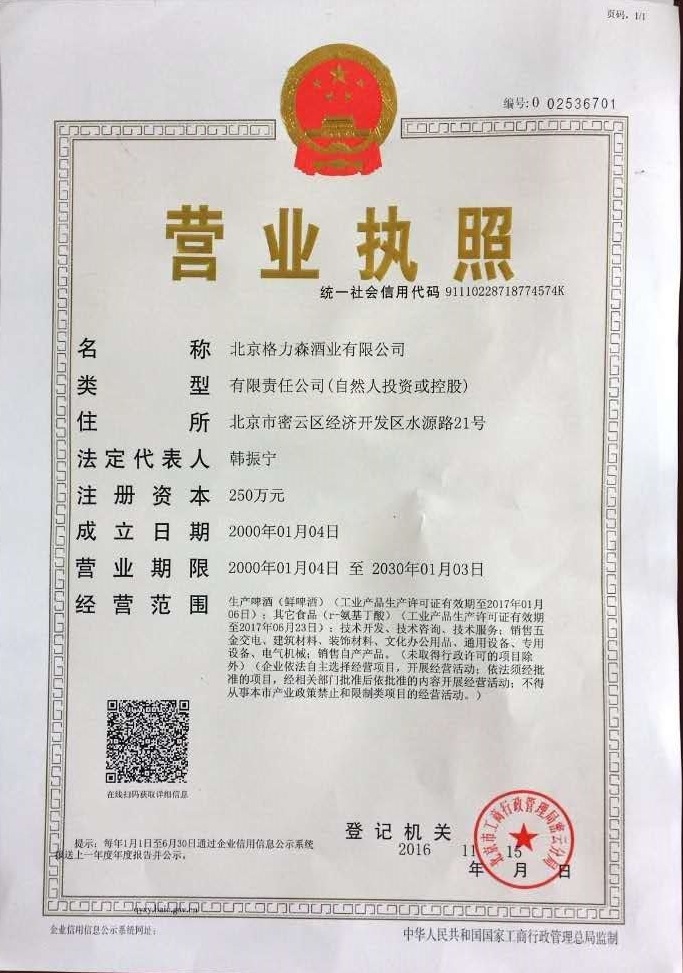 页码：1/1
编号:0 02536701
营业执照
统一社会信用代码 91110228718774574K
名称 北京格力森酒业有限公司
类型 有限责任公司(自然人投资或控股)
住所 北京市密云区经济开发区水源路21号
法定代表人 韩振宁
注册资本 250万元
成立日期 2000年01月04日
营业期限 2000年01月04日 至 2030年01月03日
经营范围 生产啤酒（鲜啤酒）（工业产品生产许可证有效期至2017年01月
06日）；其它食品（r-氨基丁酸）（工业产品生产许可证有效期
至2017年06月23日）；技术开发、技术咨询、技术服务；销售五
金交电、建筑材料、装饰材料、文化办公用品、通用设备、专用
设备、电气机械；销售自产产品。（未取得行政许可的项目除
外）（企业依法自主选择经营项目，开展经营活动；依法须经批
准的项目，经相关部门批准后依批准的内容开展经营活动；不得
从事本市产业政策禁止和限制类项目的经营活动。）
在线扫码获取详细信息
登记机关
北京市工商行政管理局密云分局
提示：每年1月1日至6月30日通过企业信用信息公示系统
报送上一年度年度报告并公示。
2016 11 15
年 月 日
qyxy.baic.gov.cn
企业信用信息公示系统网址：
中华人民共和国国家工商行政管理总局监制